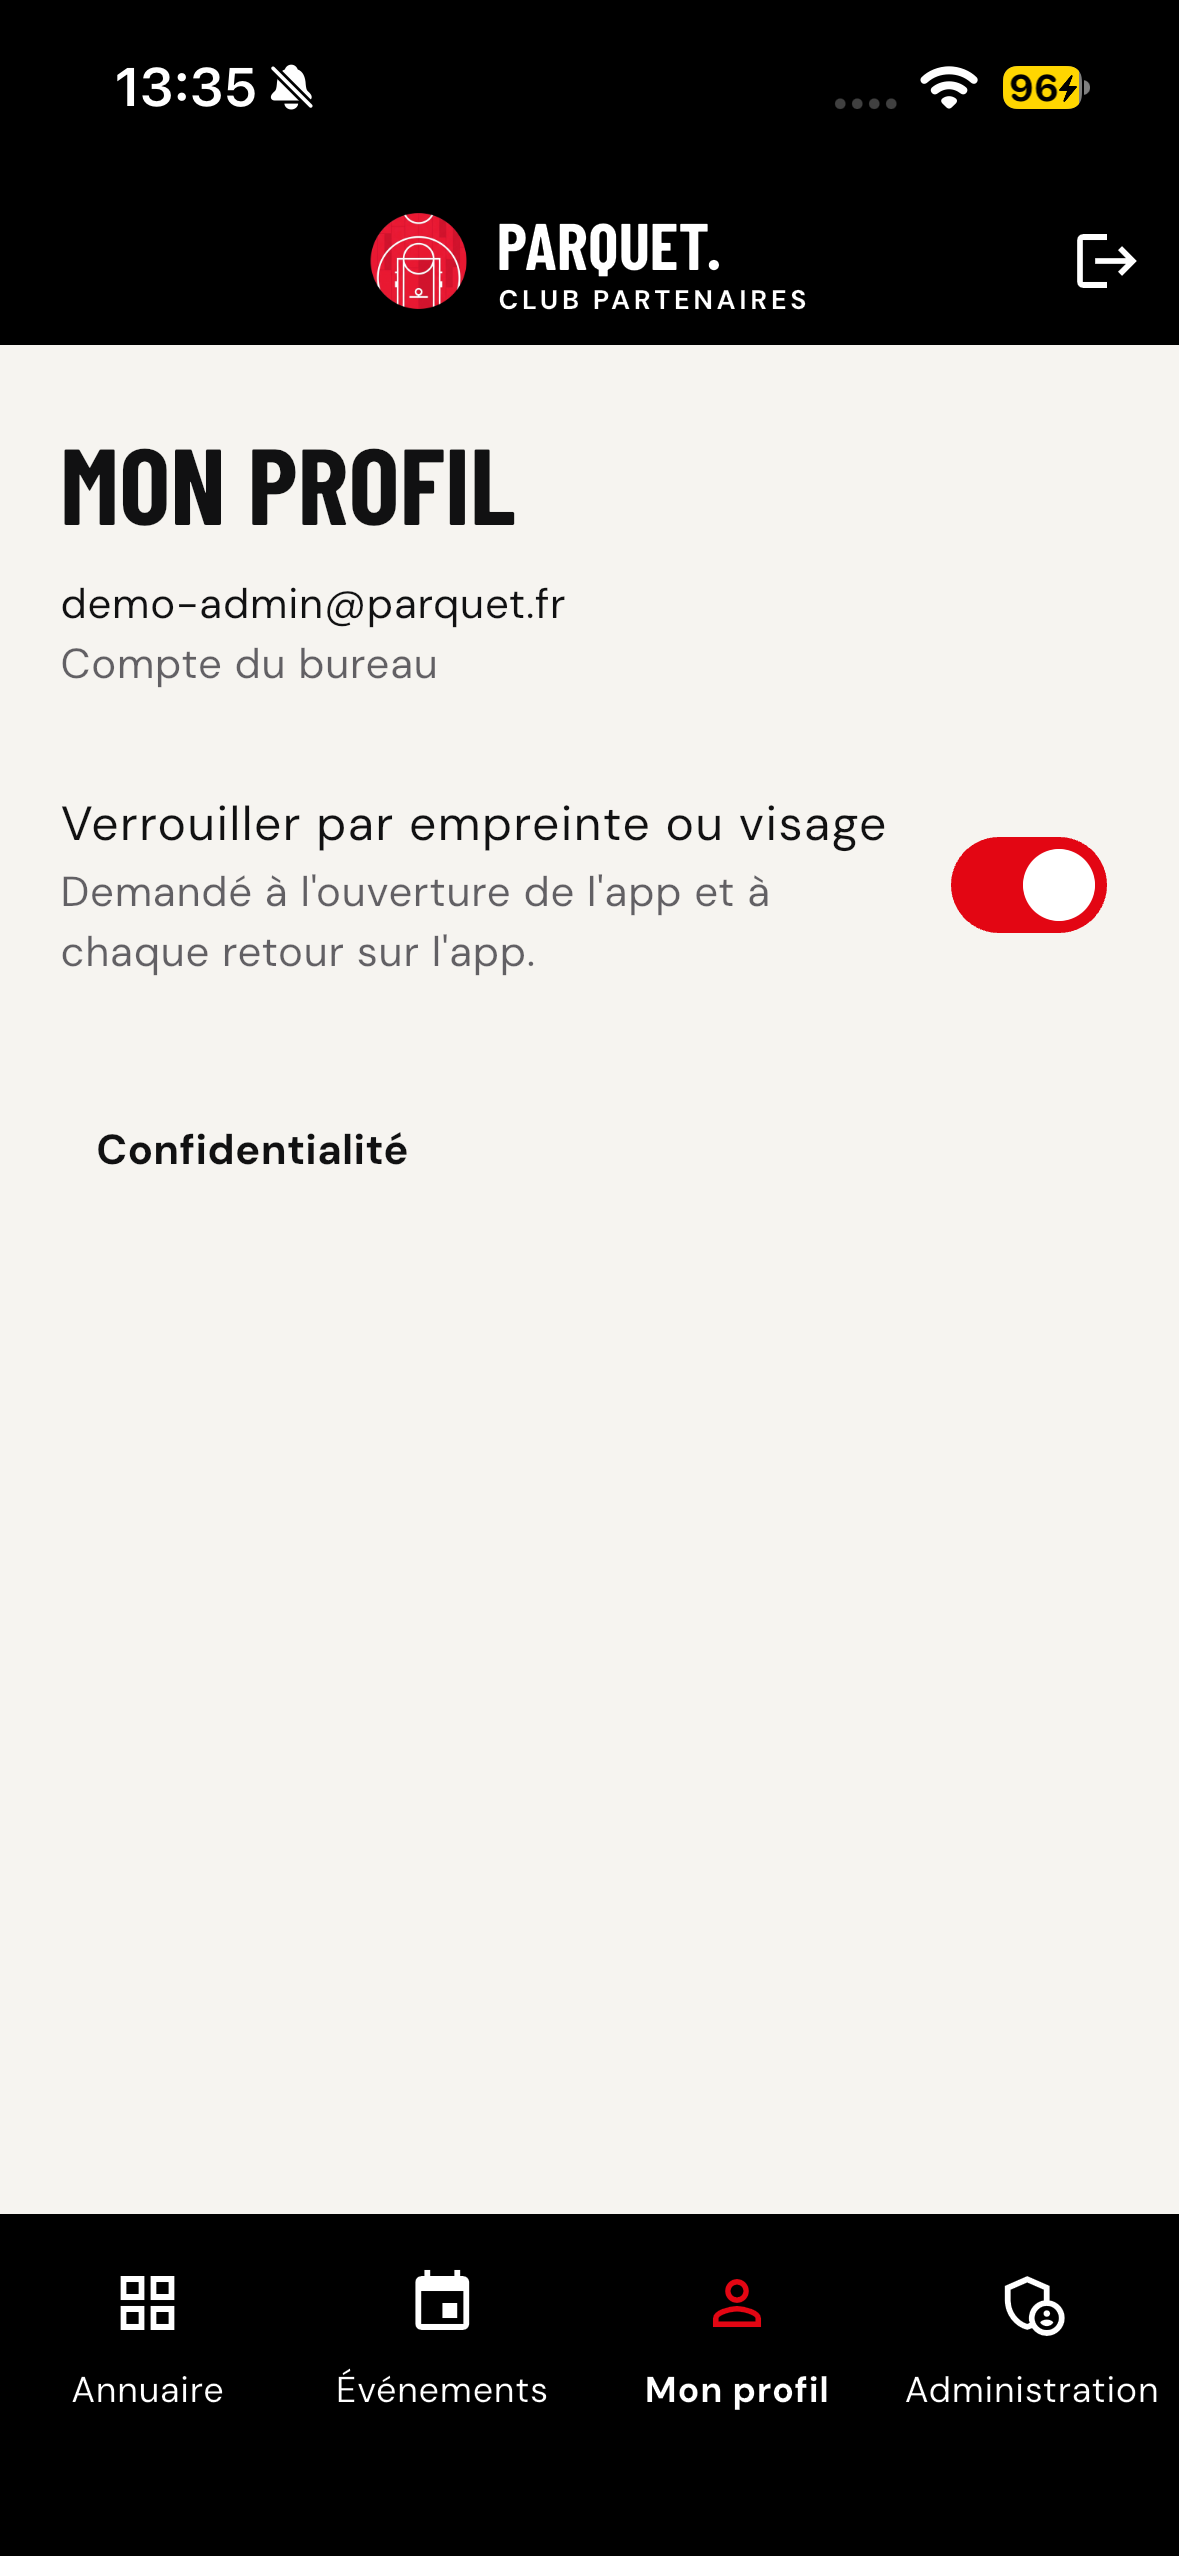 13:35
96
PARQUET.
CLUB PARTENAIRES
MON PROFIL
demo-admin@parquet.fr
Compte du bureau
Verrouiller par empreinte ou visage
Demandé à l'ouverture de l'app et à
chaque retour sur l'app.
Confidentialité
Annuaire
Événements
Mon profil
Administration